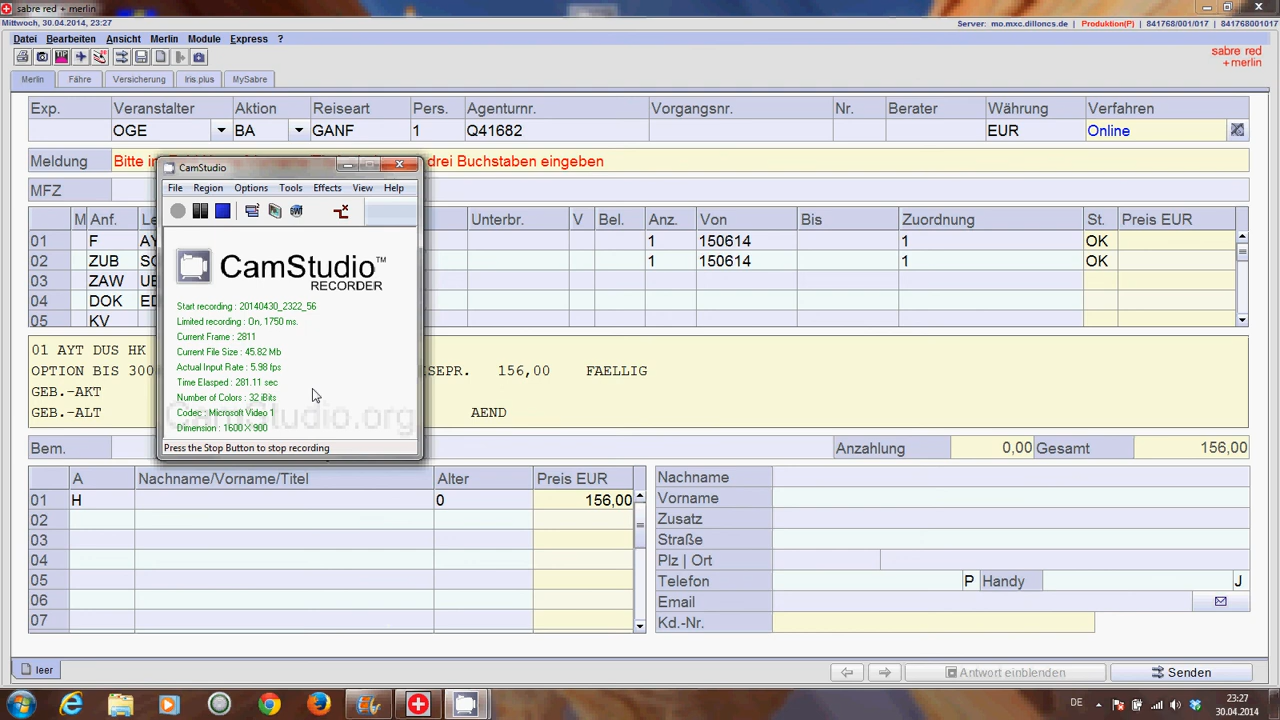 sabre red + merlin
Mittwoch, 30.04.2014, 23:27 Server: mo.mxc.dilloncs.de Produktion(P) 841768/001/017 841768001017
Datei Bearbeiten Ansicht Merlin Module Express ?
sabre red
+merlin
Merlin Fähre Versicherung Iris plus MySabre
Exp. Veranstalter Aktion Reiseart Pers. Agenturnr. Vorgangsnr. Nr. Berater Währung Verfahren
OGE BA GANF 1 Q41682 EUR Online
Meldung Bitte drei Buchstaben eingeben
MFZ
M Anf. Unterbr. V Bel. Anz. Von Bis Zuordnung St. Preis EUR
01 F 1 150614 1 OK
02 ZUB 1 150614 1 OK
03 ZAW
04 DOK
05 KV
01 AYT DUS HK
OPTION BIS 156,00 FAELLIG
GEB.-AKT
GEB.-ALT AEND
Bem. Anzahlung 0,00 Gesamt 156,00
A Nachname/Vorname/Titel Alter Preis EUR
01 H 0 156,00
02
03
04
05
06
07
Nachname
Vorname
Zusatz
Straße
Plz | Ort
Telefon P Handy J
Email
Kd.-Nr.
CamStudio
File Region Options Tools Effects View Help
CamStudio™
RECORDER
Start recording : 20140430_2322_56
Limited recording : On, 1750 ms.
Current Frame : 2811
Current File Size : 45.82 Mb
Actual Input Rate : 5.98 fps
Time Elasped : 281.11 sec
Number of Colors : 32 iBits
Codec : Microsoft Video 1
Dimension : 1600 X 900
CamStudio.org
Press the Stop Button to stop recording
leer Antwort einblenden Senden
DE 23:27
30.04.2014